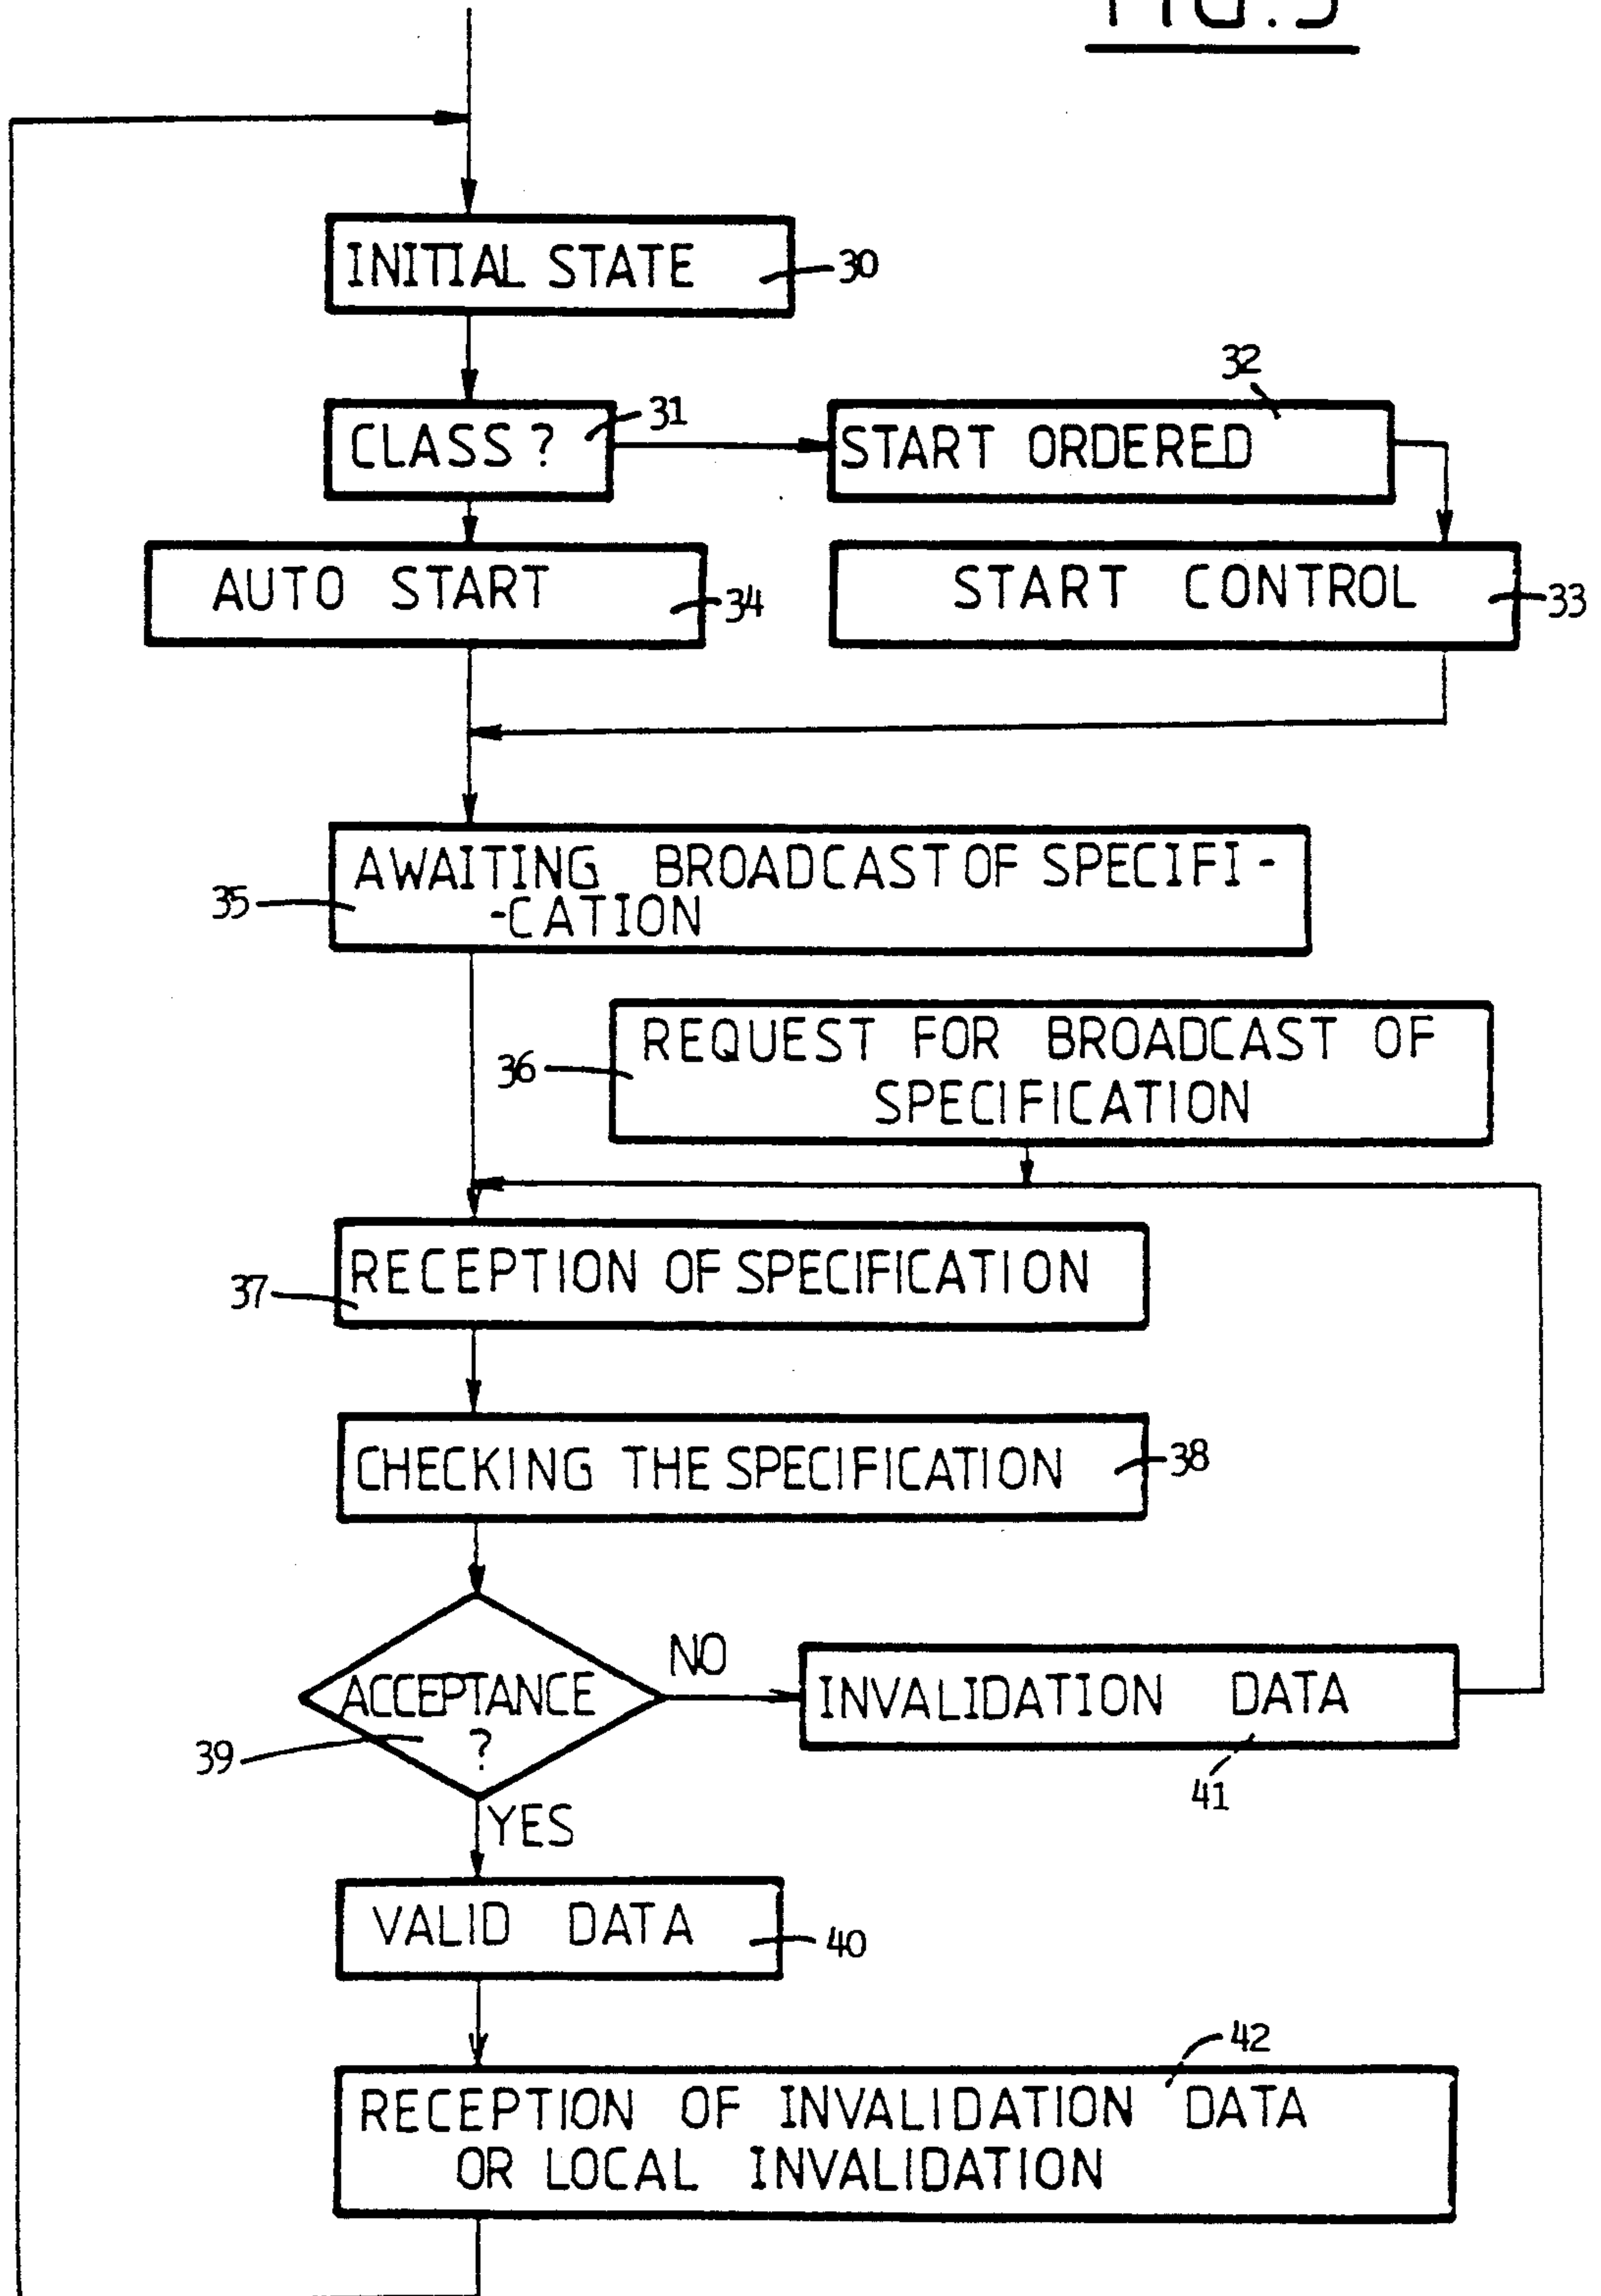 FIG.5
INITIAL STATE
30
31
32
CLASS ?
START ORDERED
AUTO START
34
START CONTROL
33
AWAITING BROADCAST OF SPECIFI-
35
-CATION
REQUEST FOR BROADCAST OF
36
SPECIFICATION
RECEPTION OF SPECIFICATION
37
CHECKING THE SPECIFICATION
38
NO
ACCEPTANCE
?
39
INVALIDATION DATA
41
YES
VALID DATA
40
42
RECEPTION OF INVALIDATION DATA
OR LOCAL INVALIDATION